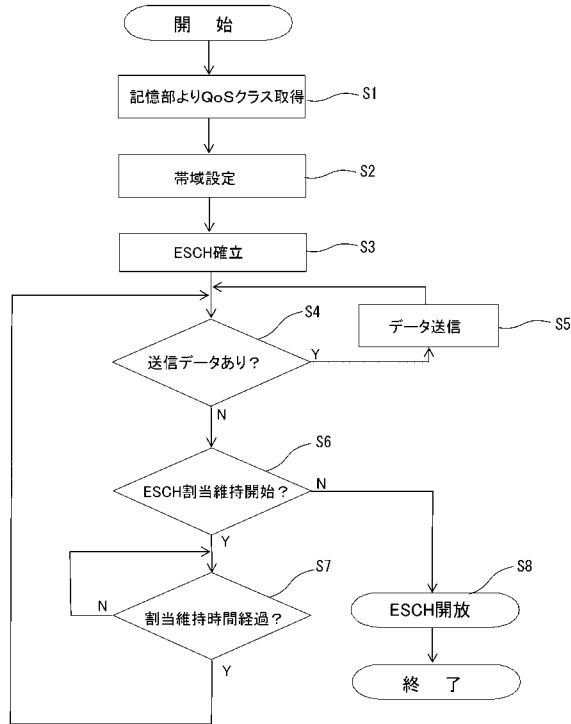 開 始
記憶部よりQoSクラス取得
S1
帯域設定
S2
ESCH確立
S3
S4
送信データあり?
Y
データ送信
S5
N
S6
ESCH割当維持開始?
N
Y
S7
割当維持時間経過?
N
Y
S8
ESCH開放
終 了